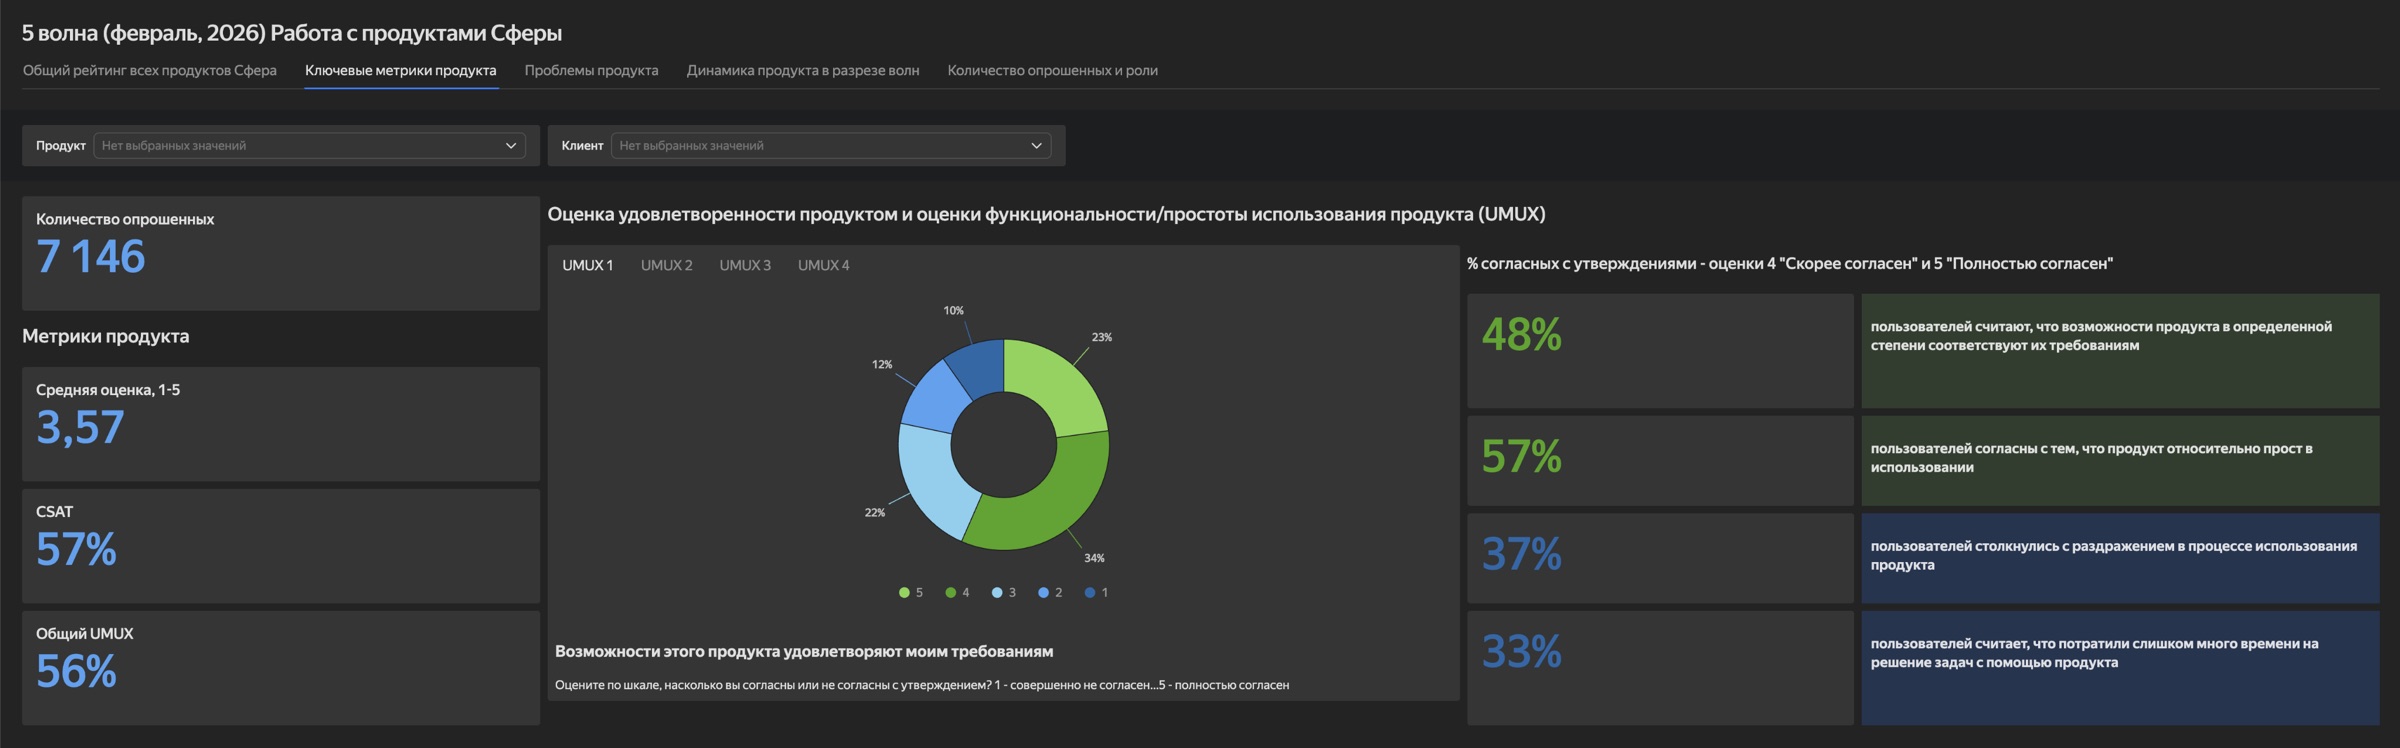 5 волна (февраль, 2026) Работа с продуктами Сферы
Общий рейтинг всех продуктов Сфера
Ключевые метрики продукта
Проблемы продукта
Динамика продукта в разрезе волн
Количество опрошенных и роли
Продукт
Нет выбранных значений
Клиент
Нет выбранных значений
Количество опрошенных
7 146
Метрики продукта
Средняя оценка, 1-5
3,57
CSAT
57%
Общий UMUX
56%
Оценка удовлетворенности продуктом и оценки функциональности/простоты использования продукта (UMUX)
UMUX 1
UMUX 2
UMUX 3
UMUX 4
10%
23%
12%
22%
34%
5
4
3
2
1
Возможности этого продукта удовлетворяют моим требованиям
Оцените по шкале, насколько вы согласны или не согласны с утверждением? 1 - совершенно не согласен...5 - полностью согласен
% согласных с утверждениями - оценки 4 "Скорее согласен" и 5 "Полностью согласен"
48%
пользователей считают, что возможности продукта в определенной
степени соответствуют их требованиям
57%
пользователей согласны с тем, что продукт относительно прост в
использовании
37%
пользователей столкнулись с раздражением в процессе использования
продукта
33%
пользователей считает, что потратили слишком много времени на
решение задач с помощью продукта